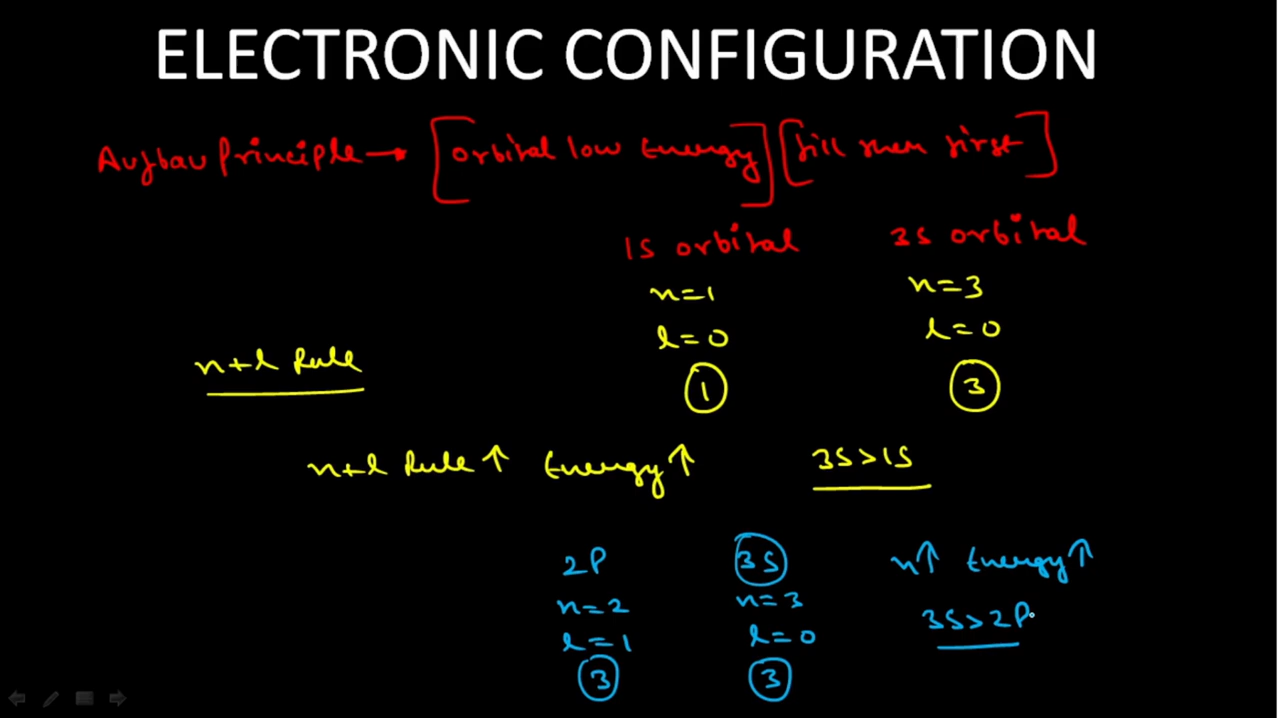 ELECTRONIC CONFIGURATION
Aufbau Principle → [orbital low Energy] [fill them first]
1S orbital 3S orbital
n=1 n=3
l=0 l=0
n+l Rule
1 3
n+l Rule ↑ Energy ↑ 3S>1S
2P 3S n↑ Energy↑
n=2 n=3
3S>2P
l=1 l=0
3 3